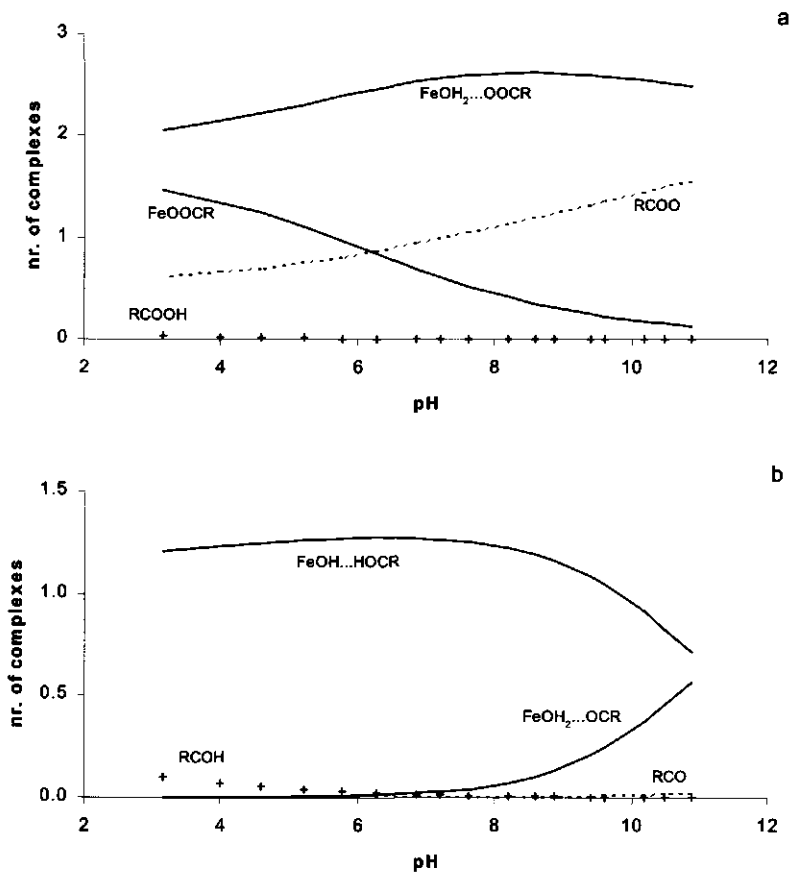 a
3
2
1
0
nr. of complexes
FeOH₂...OOCR
FeOOCR
RCOO
RCOOH
2 4 6 8 10 12
pH
b
1.5
1.0
0.5
0.0
nr. of complexes
FeOH...HOCR
FeOH₂...OCR
RCOH
RCO
2 4 6 8 10 12
pH